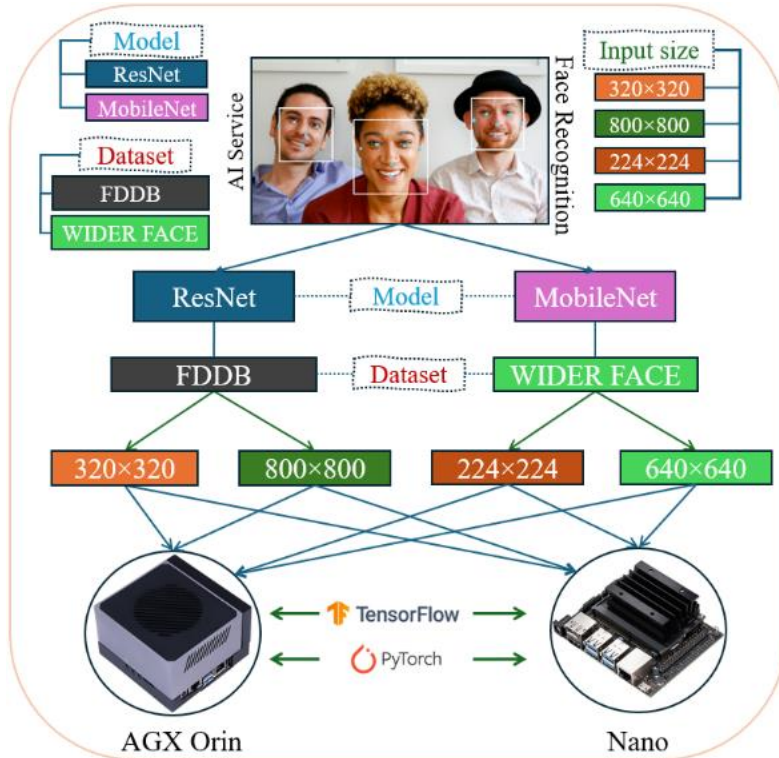 Model
ResNet
MobileNet
Dataset
FDDB
WIDER FACE
AI Service
Face Recognition
Input size
320×320
800×800
224×224
640×640
ResNet
Model
MobileNet
FDDB
Dataset
WIDER FACE
320×320
800×800
224×224
640×640
TensorFlow
PyTorch
AGX Orin
Nano